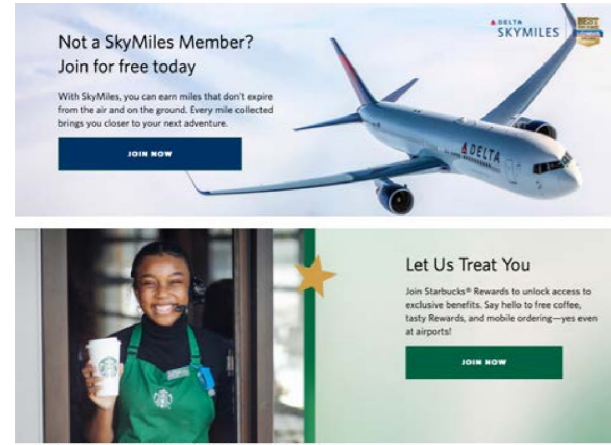 Not a SkyMiles Member?
Join for free today
With SkyMiles, you can earn miles that don't expire
from the air and on the ground. Every mile collected
brings you closer to your next adventure.
JOIN NOW
DELTA
SKYMILES
BEST
DELTA
Let Us Treat You
Join Starbucks® Rewards to unlock access to
exclusive benefits. Say hello to free coffee,
tasty Rewards, and mobile ordering—yes even
at airports!
JOIN NOW